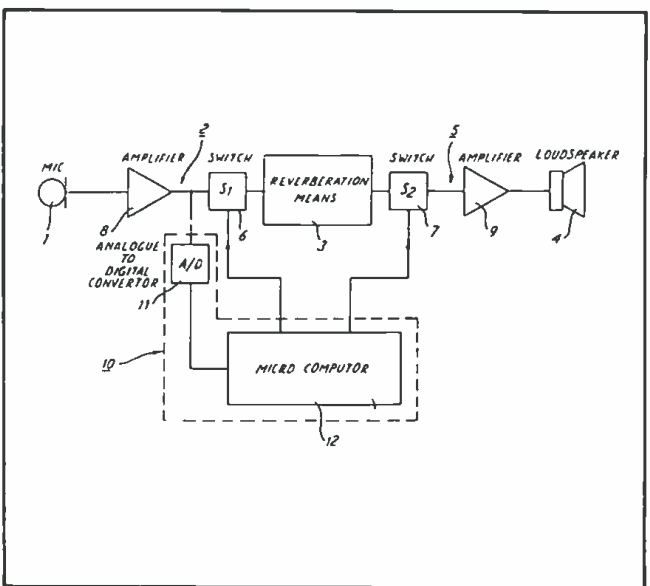 MIC
AMPLIFIER
2
SWITCH
REVERBERATION
MEANS
SWITCH
5
AMPLIFIER
LOUDSPEAKER
1
8
S1
6
3
S2
7
9
4
ANALOGUE
TO
DIGITAL
CONVERTOR
A/D
11
10
MICRO COMPUTOR
12